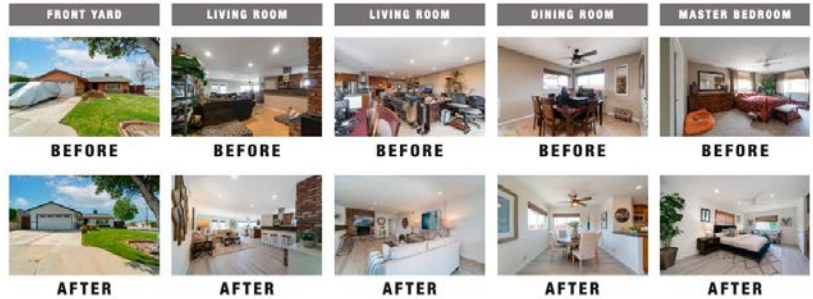 FRONT YARD
LIVING ROOM
LIVING ROOM
DINING ROOM
MASTER BEDROOM
BEFORE
BEFORE
BEFORE
BEFORE
BEFORE
AFTER
AFTER
AFTER
AFTER
AFTER